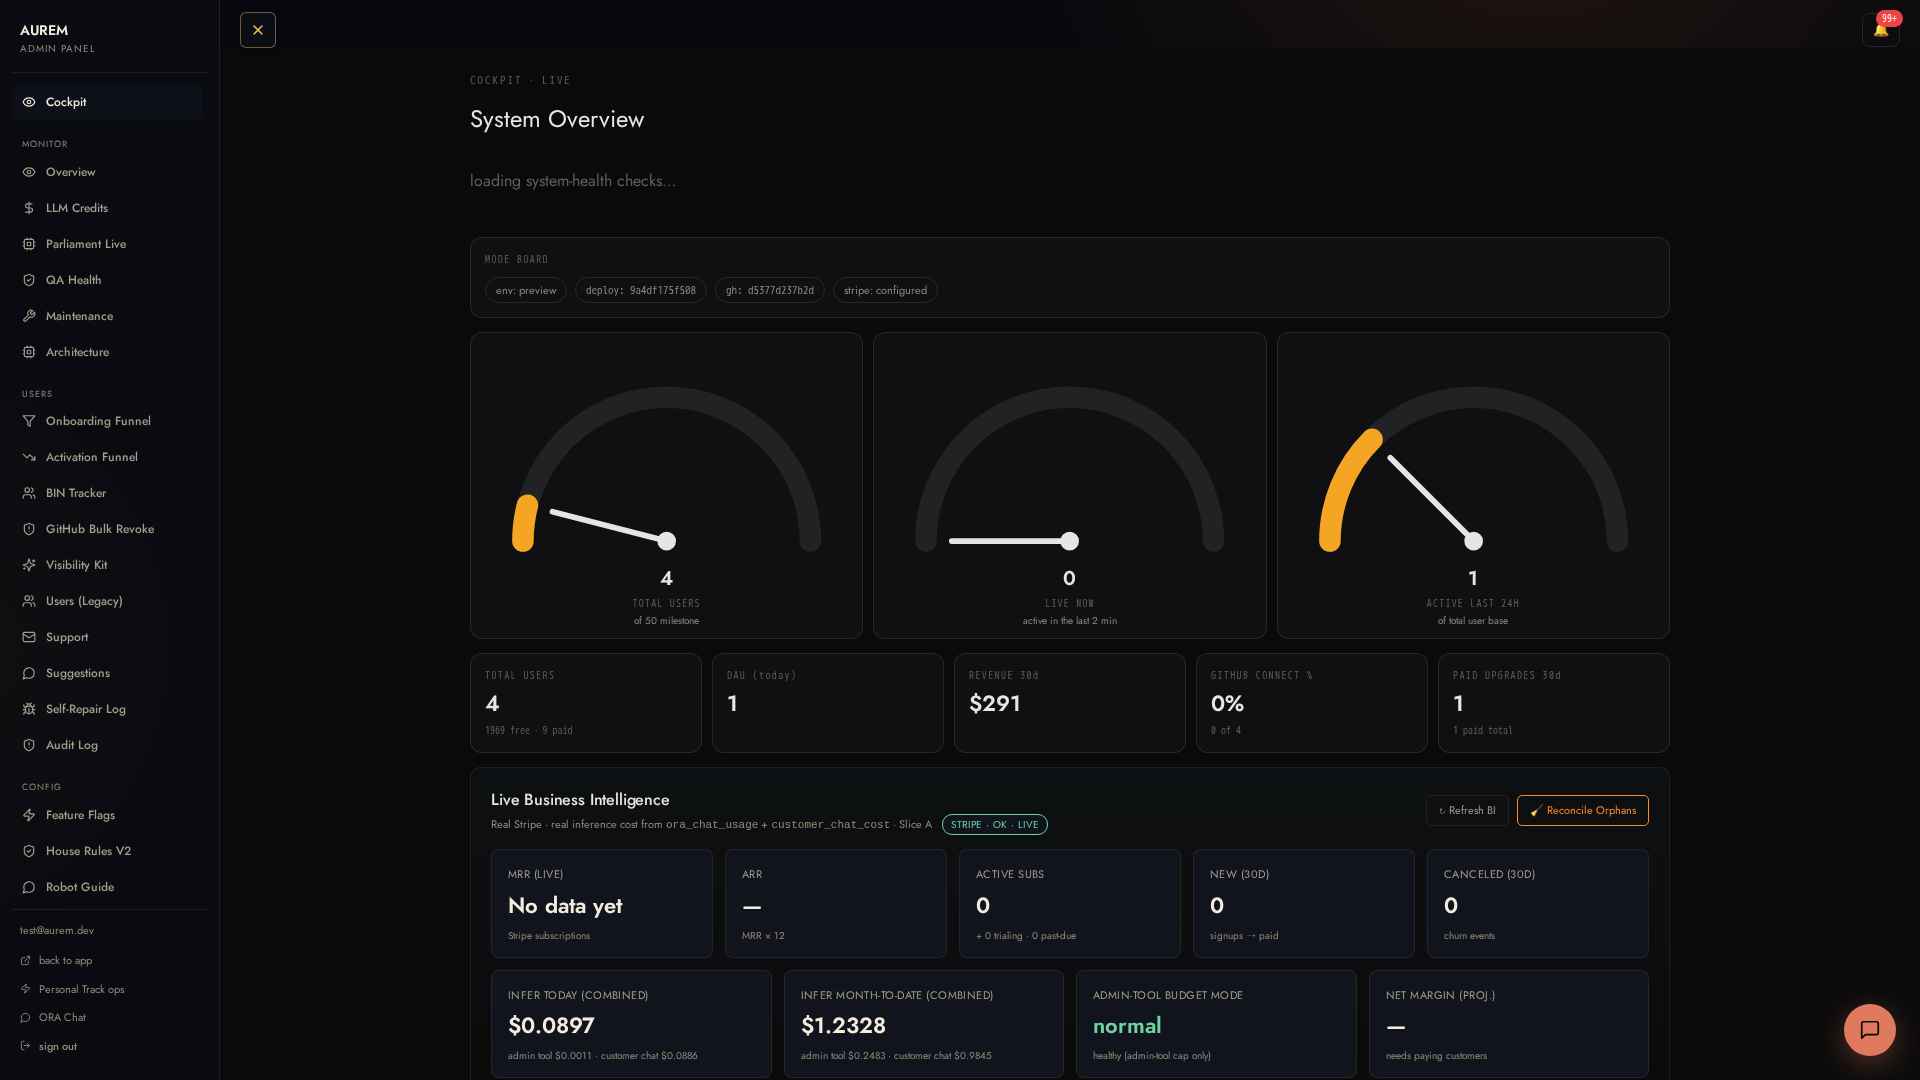 AUREM
ADMIN PANEL
Cockpit
MONITOR
Overview
LLM Credits
Parliament Live
QA Health
Maintenance
Architecture
USERS
Onboarding Funnel
Activation Funnel
BIN Tracker
GitHub Bulk Revoke
Visibility Kit
Users (Legacy)
Support
Suggestions
Self-Repair Log
Audit Log
CONFIG
Feature Flags
House Rules V2
Robot Guide
test@aurem.dev
back to app
Personal Track ops
ORA Chat
sign out
99+
COCKPIT · LIVE
System Overview
loading system-health checks...
MODE BOARD
env: preview
deploy: 9a4df175f508
gh: d5377d237b2d
stripe: configured
4
TOTAL USERS
of 50 milestone
0
LIVE NOW
active in the last 2 min
1
ACTIVE LAST 24H
of total user base
TOTAL USERS
4
1969 free · 9 paid
DAU (today)
1
REVENUE 30d
$291
GITHUB CONNECT %
0%
0 of 4
PAID UPGRADES 30d
1
1 paid total
Live Business Intelligence
Real Stripe · real inference cost from ora_chat_usage + customer_chat_cost · Slice A
STRIPE · OK · LIVE
↻ Refresh BI
🧹 Reconcile Orphans
MRR (LIVE)
No data yet
Stripe subscriptions
ARR
—
MRR × 12
ACTIVE SUBS
0
+ 0 trialing · 0 past-due
NEW (30D)
0
signups → paid
CANCELED (30D)
0
churn events
INFER TODAY (COMBINED)
$0.0897
admin tool $0.0011 · customer chat $0.0886
INFER MONTH-TO-DATE (COMBINED)
$1.2328
admin tool $0.2483 · customer chat $0.9845
ADMIN-TOOL BUDGET MODE
normal
healthy (admin-tool cap only)
NET MARGIN (PROJ.)
—
needs paying customers